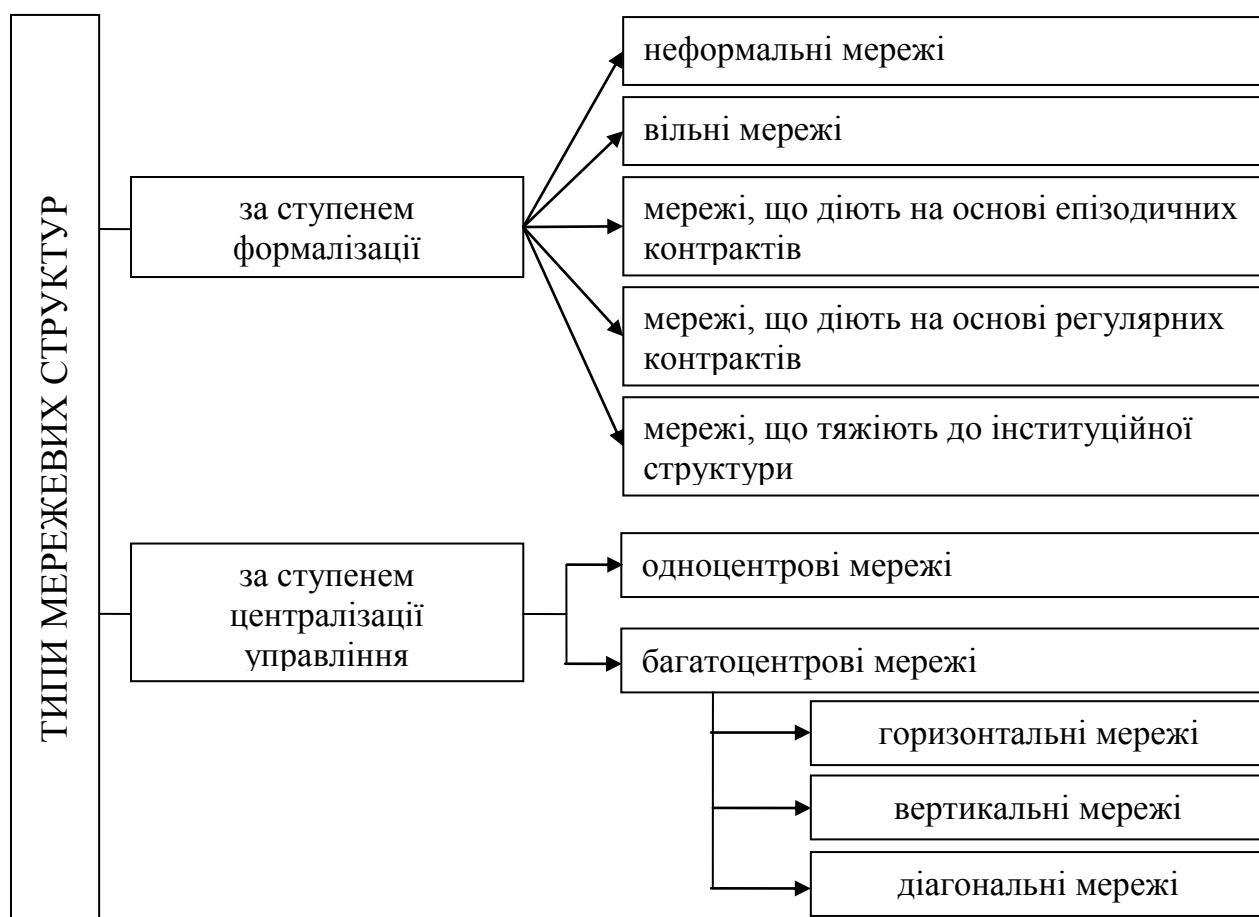 ТИПИ МЕРЕЖЕВИХ СТРУКТУР
за ступенем
формалізації
неформальні мережі
вільні мережі
мережі, що діють на основі епізодичних
контрактів
мережі, що діють на основі регулярних
контрактів
мережі, що тяжіють до інституційної
структури
за ступенем
централізації
управління
одноцентрові мережі
багатоцентрові мережі
горизонтальні мережі
вертикальні мережі
діагональні мережі